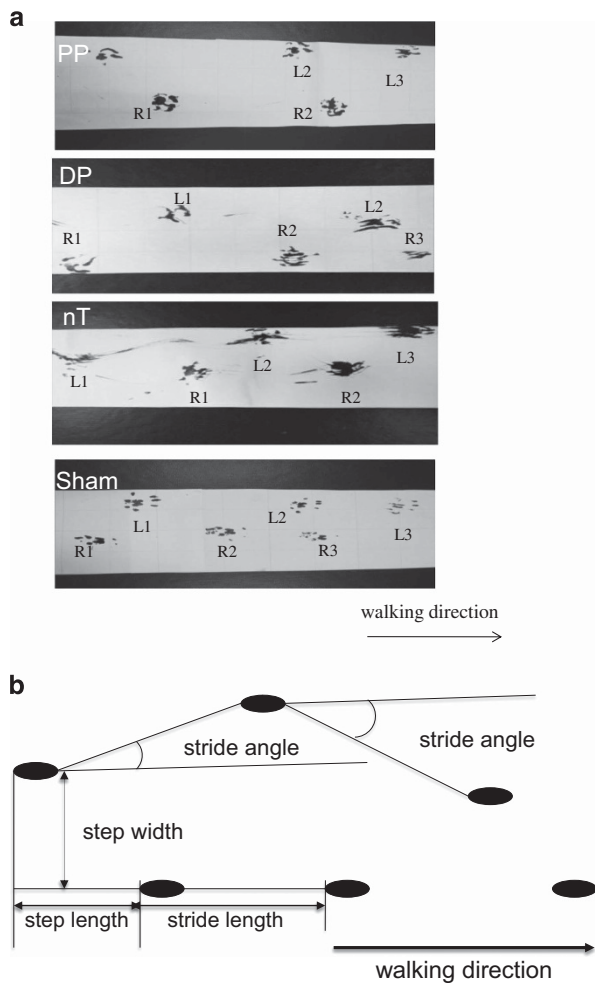 a
PP
L2
L3
R1
R2
DP
L1
L2
R1
R2
R3
nT
L1
L2
L3
R1
R2
Sham
L1
L2
L3
R1
R2
R3
walking direction
b
stride angle
stride angle
step width
step length
stride length
walking direction